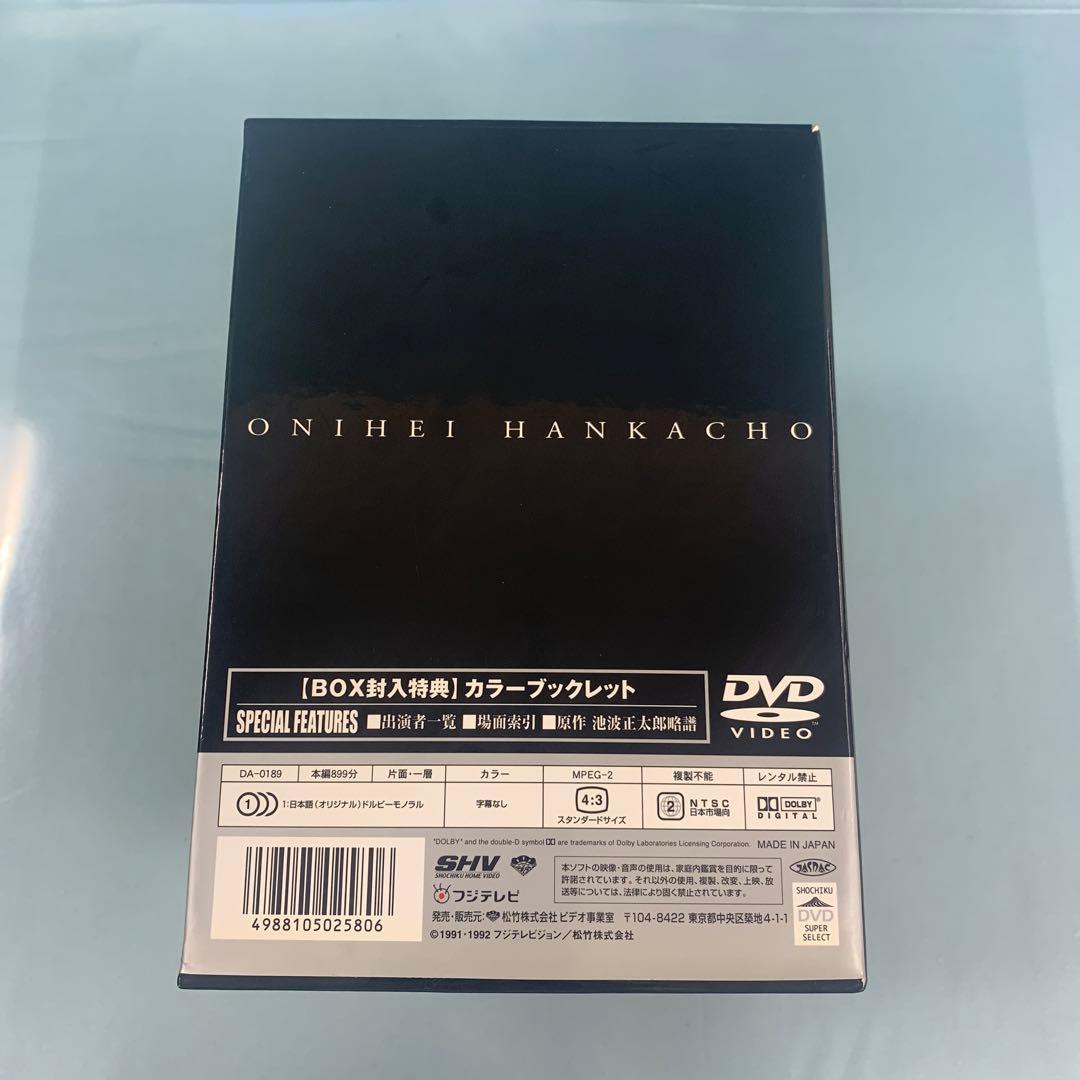 ONIHEI HANKACHO
【BOX封入特典】カラーブックレット
SPECIAL FEATURES ■出演者一覧 ■場面索引 ■原作 池波正太郎略譜
DVD
VIDEO
TM
DA-0189 本編899分 片面・一層 カラー MPEG-2 複製不能 レンタル禁止
1 1:日本語(オリジナル)ドルビーモノラル 字幕なし 4:3 スタンダードサイズ 2 NTSC 日本市場向 DOLBY DIGITAL
"DOLBY" and the double-D symbol are trademarks of Dolby Laboratories Licensing Corporation. MADE IN JAPAN
SHV
SHOCHIKU HOME VIDEO
フジテレビ
本ソフトの映像・音声の使用は、家庭内鑑賞を目的に限って
許諾されています。それ以外の使用、複製、改変、上映、放
送等については、法律により固く禁止されています。
JASRAC
SHOCHIKU
DVD
SUPER
SELECT
4988105025806
発売・販売元: 松竹株式会社 ビデオ事業室 〒104-8422 東京都中央区築地4-1-1
©1991・1992 フジテレビジョン/松竹株式会社